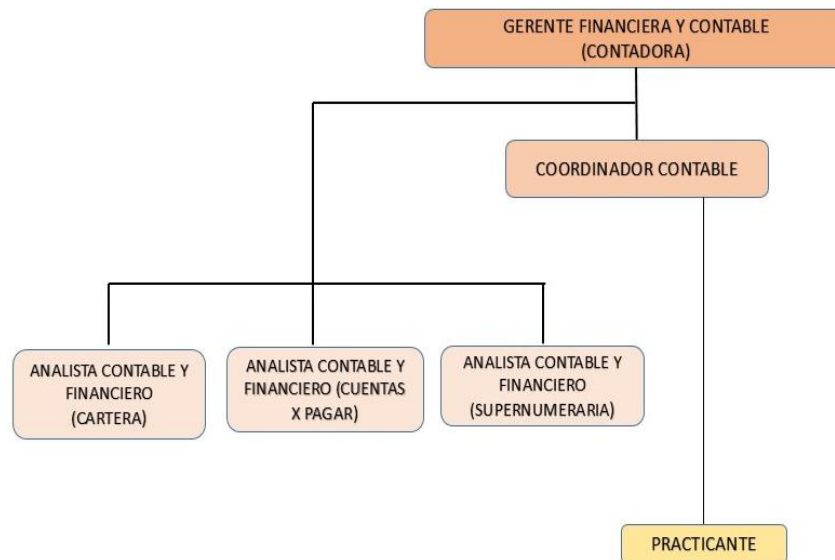 GERENTE FINANCIERA Y CONTABLE
(CONTADORA)
COORDINADOR CONTABLE
ANALISTA CONTABLE Y
FINANCIERO
(CARTERA)
ANALISTA CONTABLE Y
FINANCIERO (CUENTAS
X PAGAR)
ANALISTA CONTABLE Y
FINANCIERO
(SUPERNUMERARIA)
PRACTICANTE